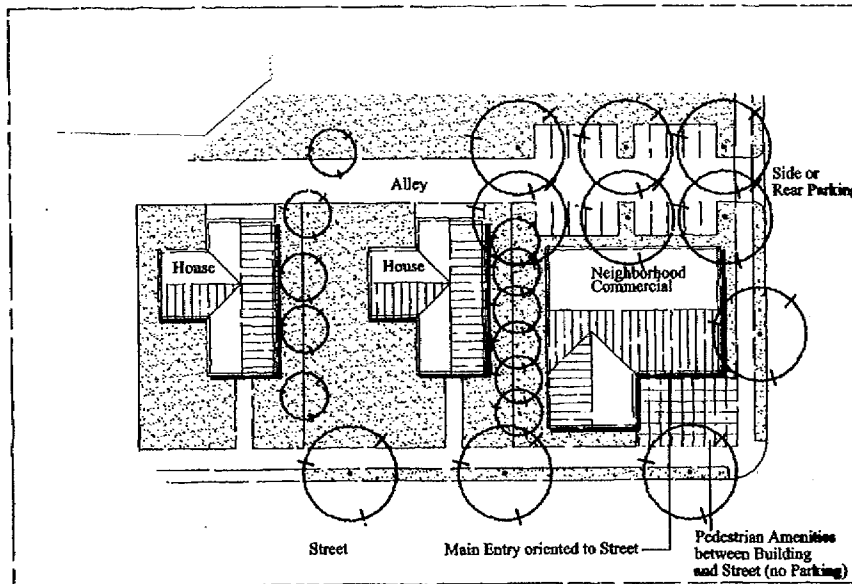 Alley
Side or
Rear Parking
House
House
Neighborhood
Commercial
Street
Main Entry oriented to Street
Pedestrian Amenities
between Building
and Street (no Parking)